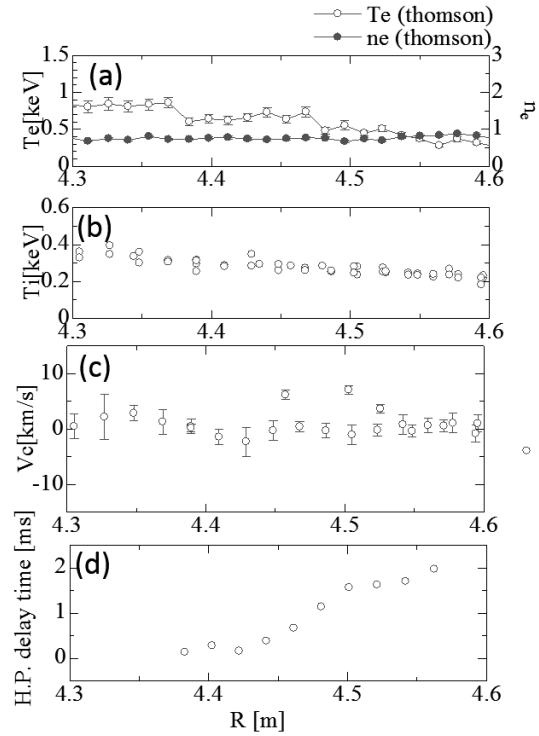 Te (thomson)
ne (thomson)
(a)
Te[keV]
1.5
1
0.5
0
3
2
1
0
n_e
4.3 4.4 4.5 4.6
(b)
Ti[keV]
0.6
0.4
0.2
0
4.3 4.4 4.5 4.6
(c)
Vc[km/s]
10
0
-10
4.3 4.4 4.5 4.6
(d)
H.P. delay time [ms]
2
1
0
4.3 4.4 4.5 4.6
R [m]